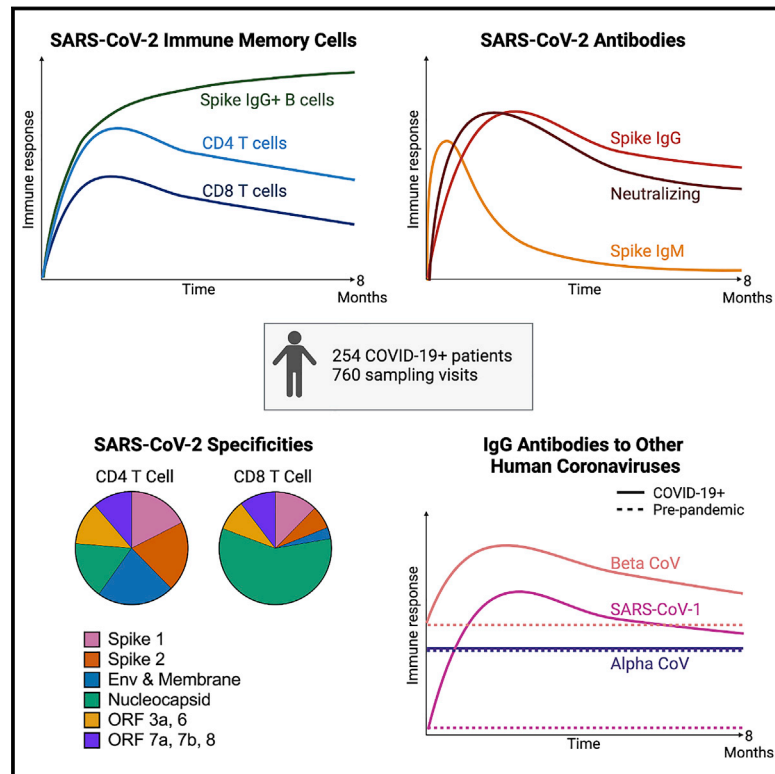 SARS-CoV-2 Immune Memory Cells
Immune response
Spike IgG+ B cells
CD4 T cells
CD8 T cells
Time
8
Months
SARS-CoV-2 Antibodies
Immune response
Spike IgG
Neutralizing
Spike IgM
Time
8
Months
254 COVID-19+ patients
760 sampling visits
SARS-CoV-2 Specificities
CD4 T Cell
CD8 T Cell
Spike 1
Spike 2
Env & Membrane
Nucleocapsid
ORF 3a, 6
ORF 7a, 7b, 8
IgG Antibodies to Other
Human Coronaviruses
COVID-19+
Pre-pandemic
Immune response
Beta CoV
SARS-CoV-1
Alpha CoV
Time
8
Months